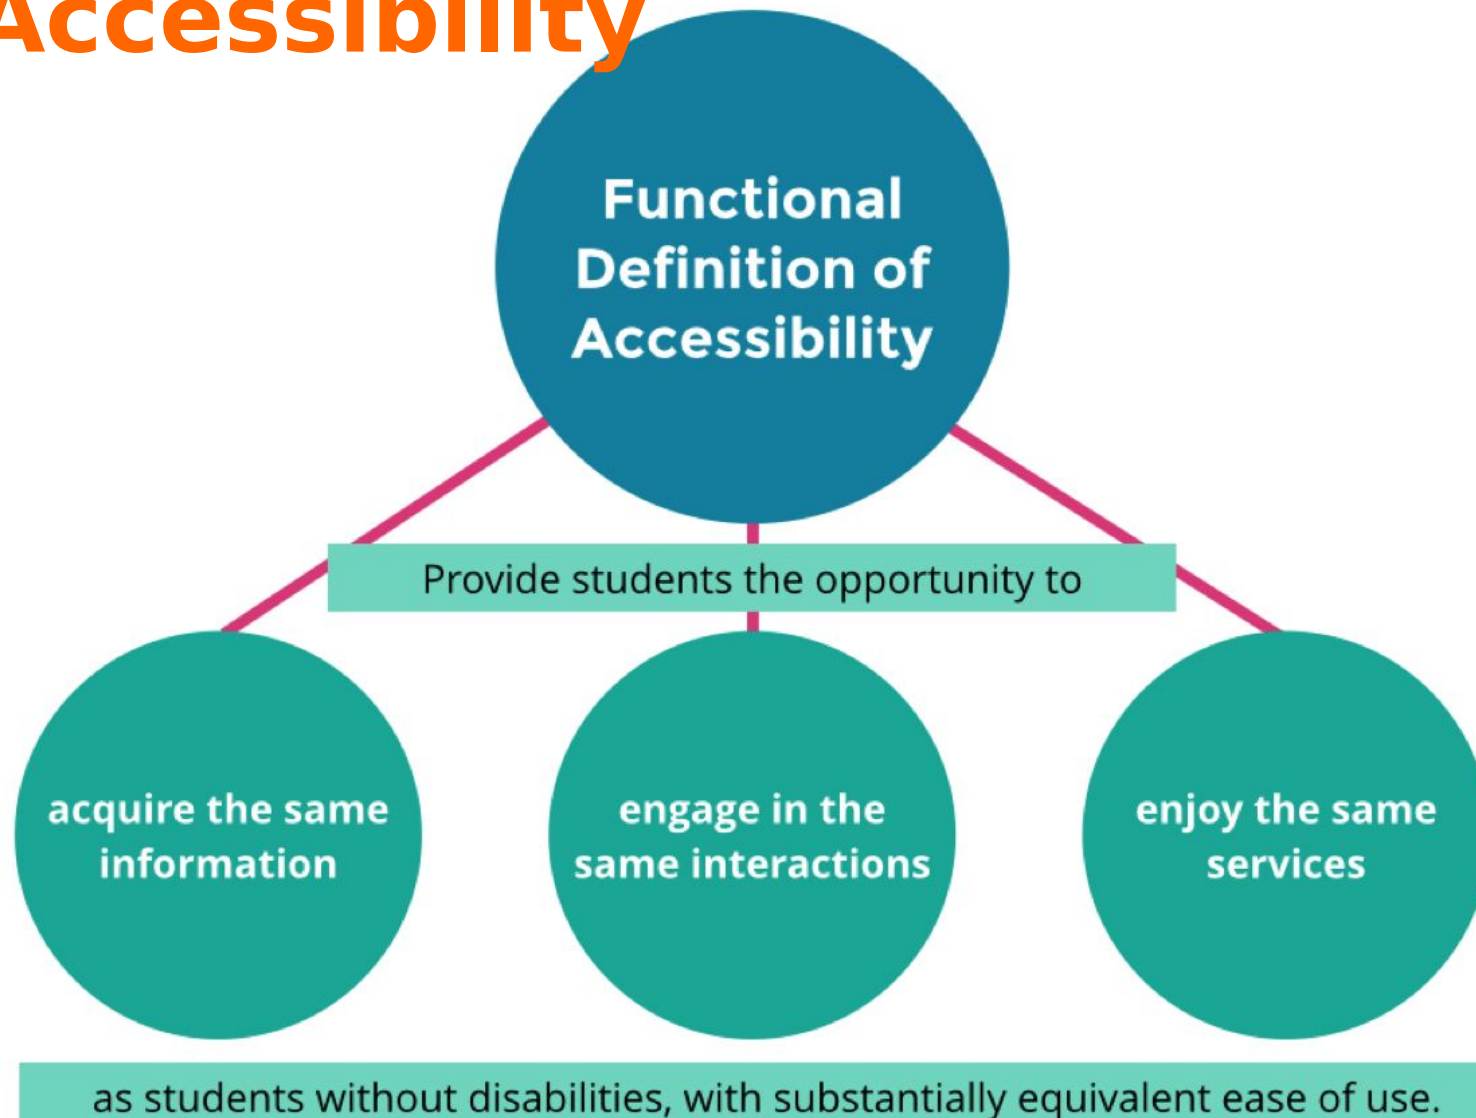 Accessibility
Functional
Definition of
Accessibility
Provide students the opportunity to
acquire the same
information
engage in the
same interactions
enjoy the same
services
as students without disabilities, with substantially equivalent ease of use.